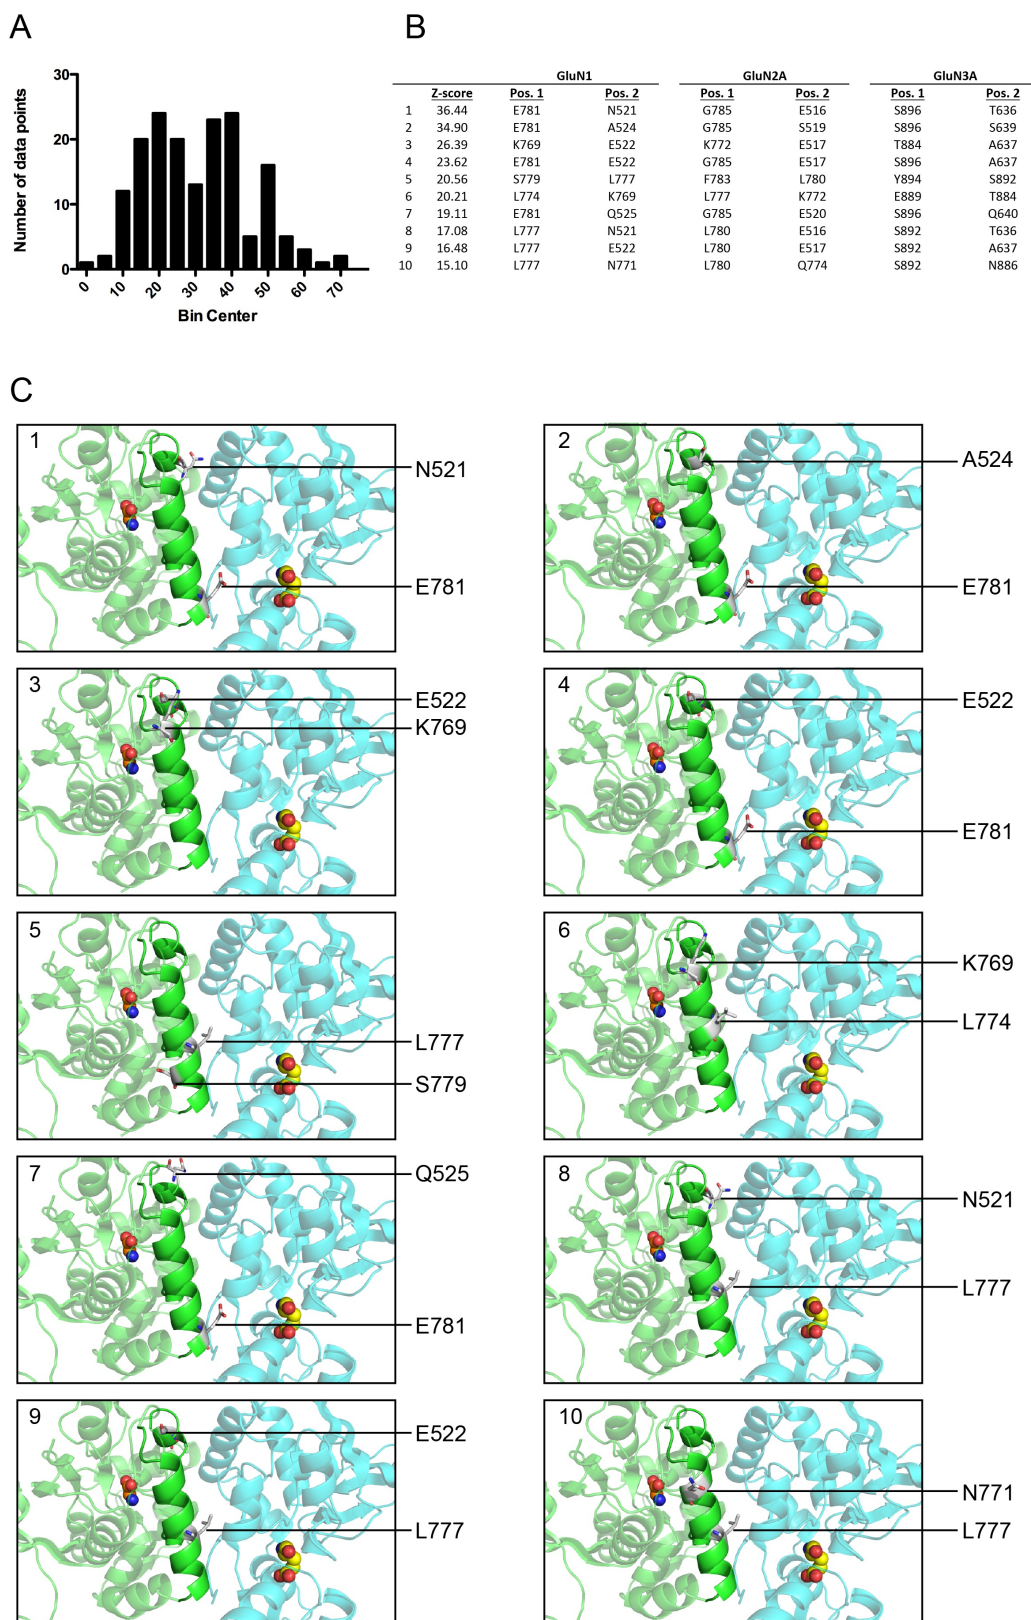 A
B
Number of data points
30
20
10
0
0 10 20 30 40 50 60 70
Bin Center
GluN1 GluN2A GluN3A
Z-score Pos. 1 Pos. 2 Pos. 1 Pos. 2 Pos. 1 Pos. 2
1 36.44 E781 N521 G785 E516 S896 T636
2 34.90 E781 A524 G785 S519 S896 S639
3 26.39 K769 E522 K772 E517 T884 A637
4 23.62 E781 E522 G785 E517 S896 A637
5 20.56 S779 L777 F783 L780 Y894 S892
6 20.21 L774 K769 L777 K772 E889 T884
7 19.11 E781 Q525 G785 E520 S896 Q640
8 17.08 L777 N521 L780 E516 S892 T636
9 16.48 L777 E522 L780 E517 S892 A637
10 15.10 L777 N771 L780 Q774 S892 N886
C
1
N521
E781
2
A524
E781
3
E522
K769
4
E522
E781
5
L777
S779
6
K769
L774
7
Q525
E781
8
N521
L777
9
E522
L777
10
N771
L777